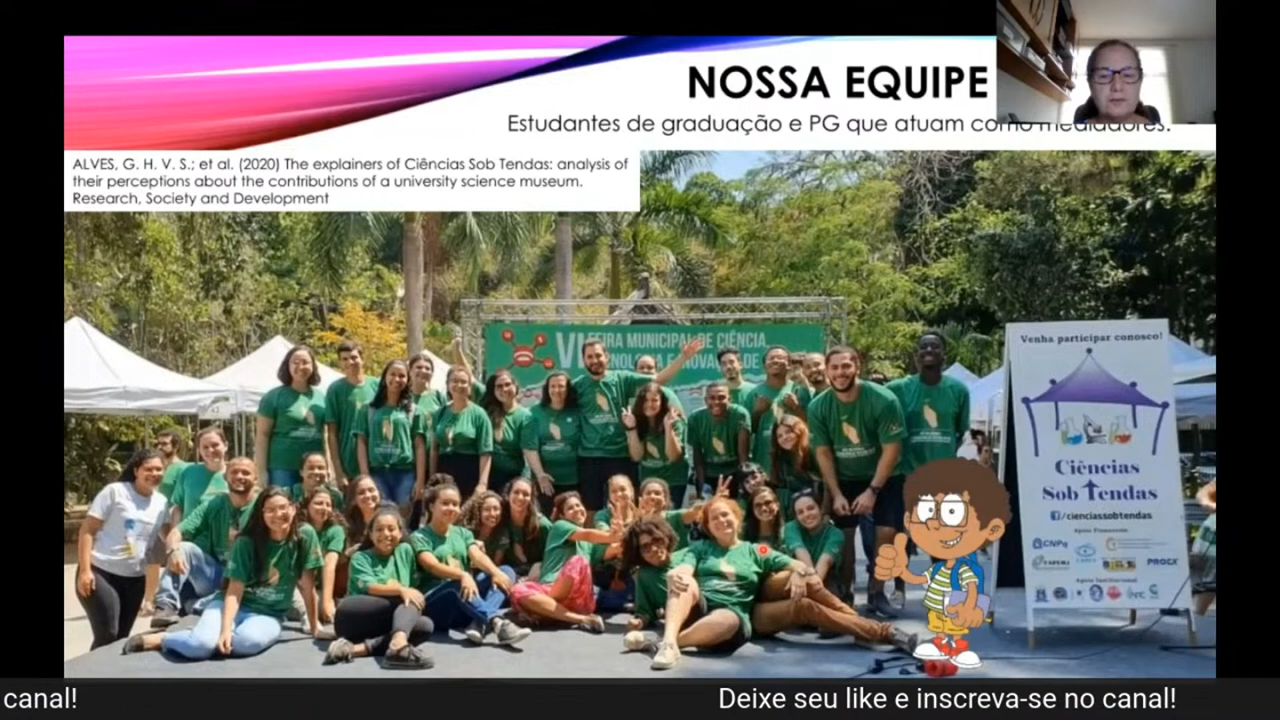 NOSSA EQUIPE
Estudantes de graduação e PG que atuam como mediadores.
ALVES, G. H. V. S.; et al. (2020) The explainers of Ciências Sob Tendas: analysis of
their perceptions about the contributions of a university science museum.
Research, Society and Development
VI FEIRA MUNICIPAL DE CIÊNCIA
Venha participar conosco!
Ciências
Sob Tendas
/cienciassobtendas
CNPq
PROEX
canal!
Deixe seu like e inscreva-se no canal!